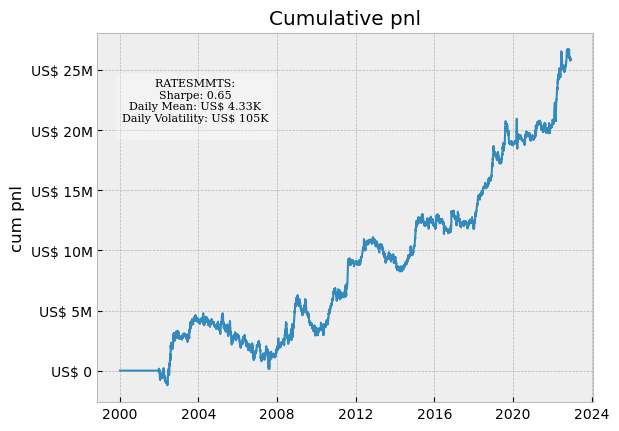 Cumulative pnl
US$ 25M
US$ 20M
US$ 15M
US$ 10M
US$ 5M
US$ 0
cum pnl
RATESMMTS:
Sharpe: 0.65
Daily Mean: US$ 4.33K
Daily Volatility: US$ 105K
2000 2004 2008 2012 2016 2020 2024